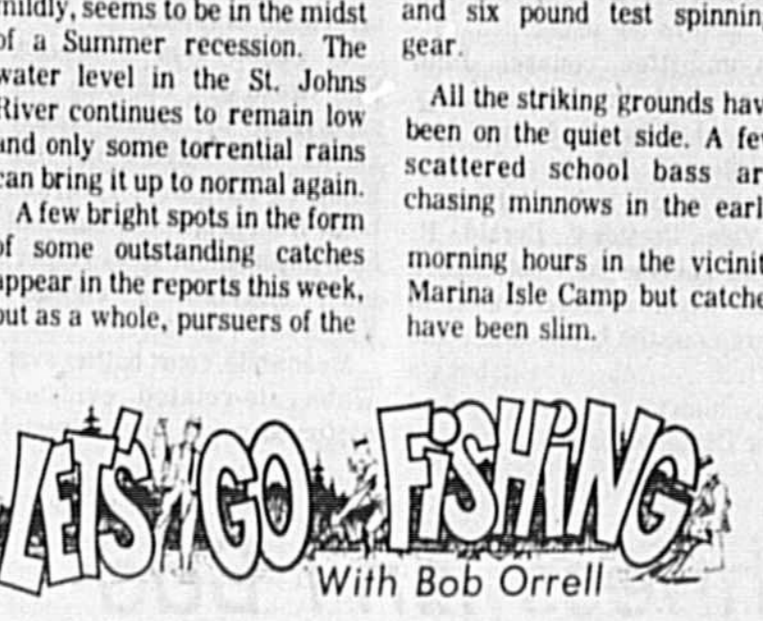 mildly, seems to be in the midst
of a Summer recession. The
water level in the St. Johns
River continues to remain low
and only some torrential rains
can bring it up to normal again.
A few bright spots in the form
of some outstanding catches
appear in the reports this week,
but as a whole, pursuers of the
and six pound test spinning
gear.
All the striking grounds hav
been on the quiet side. A few
scattered school bass ar
chasing minnows in the earl
morning hours in the vicinit
Marina Isle Camp but catche
have been slim.
LET'S GO FiSHiNG
With Bob Orrell